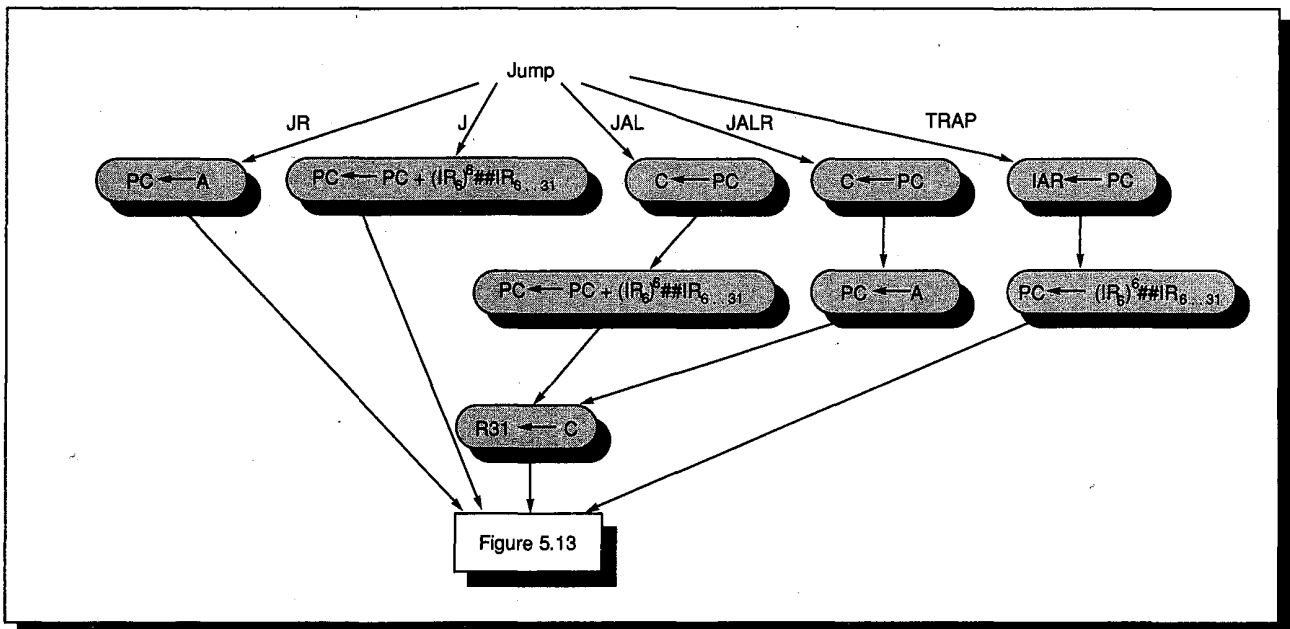 Jump
JR
J
JAL
JALR
TRAP
PC ← A
PC ← PC + (IR₆)⁶##IR₆...₃₁
C ← PC
C ← PC
IAR ← PC
PC ← PC + (IR₆)⁶##IR₆...₃₁
PC ← A
PC ← (IR₆)⁶##IR₆...₃₁
R31 ← C
Figure 5.13